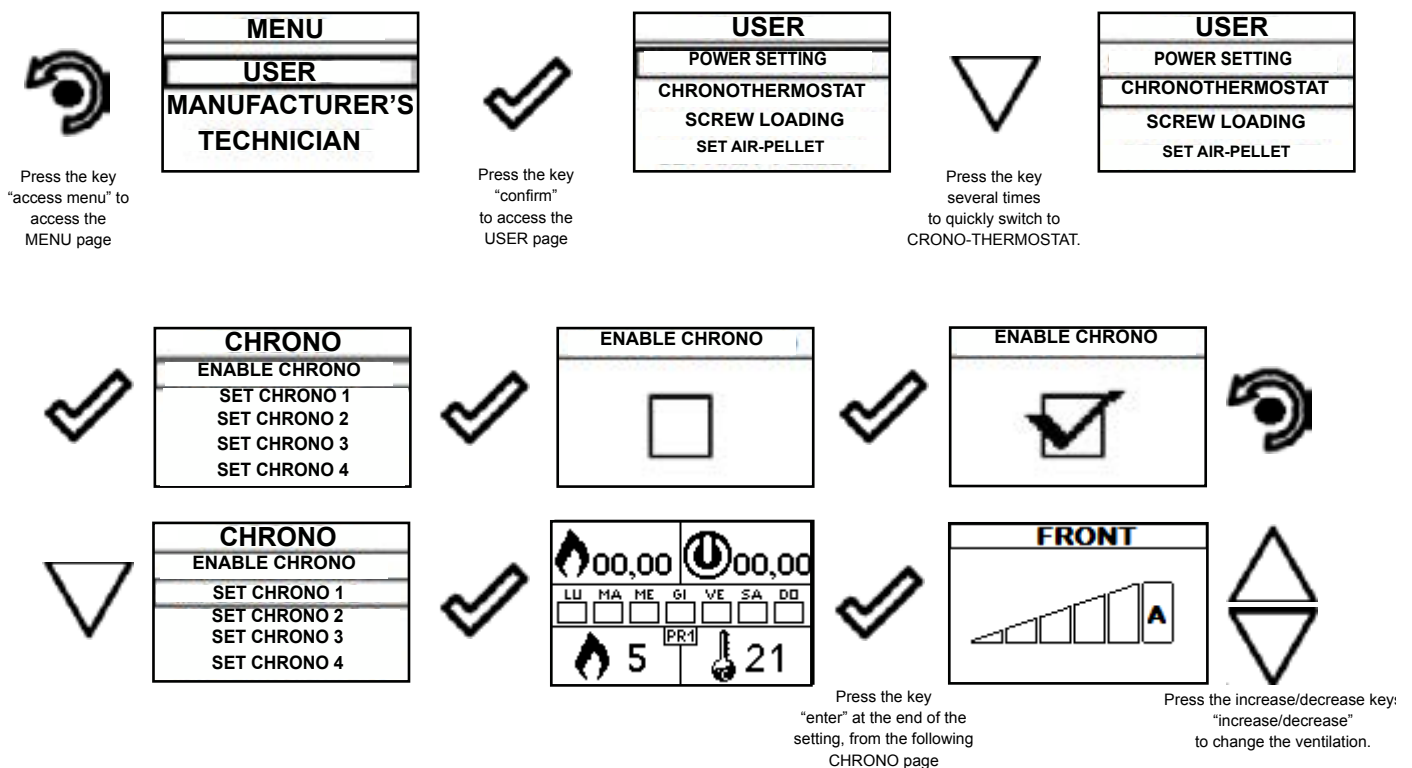 MENU
USER
MANUFACTURER'S
TECHNICIAN
Press the key
“access menu” to
access the
MENU page
USER
POWER SETTING
CHRONOTHERMOSTAT
SCREW LOADING
SET AIR-PELLET
Press the key
“confirm”
to access the
USER page
USER
POWER SETTING
CHRONOTHERMOSTAT
SCREW LOADING
SET AIR-PELLET
Press the key
several times
to quickly switch to
CRONO-THERMOSTAT.
CHRONO
ENABLE CHRONO
SET CHRONO 1
SET CHRONO 2
SET CHRONO 3
SET CHRONO 4
ENABLE CHRONO
ENABLE CHRONO
CHRONO
ENABLE CHRONO
SET CHRONO 1
SET CHRONO 2
SET CHRONO 3
SET CHRONO 4
00,00 00,00
LU MA ME GI VE SA DO
PR1
5 21
FRONT
A
Press the key
“enter” at the end of the
setting, from the following
CHRONO page
Press the increase/decrease keys
“increase/decrease”
to change the ventilation.